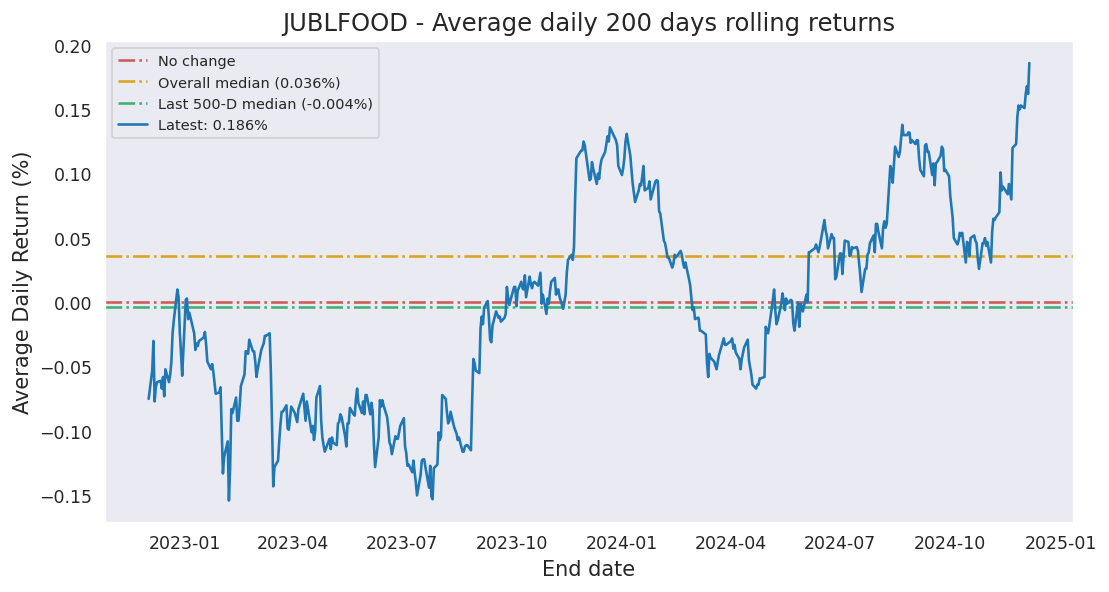 JUBLFOOD - Average daily 200 days rolling returns
No change
Overall median (0.036%)
Last 500-D median (-0.004%)
Latest: 0.186%
Average Daily Return (%)
0.20
0.15
0.10
0.05
0.00
−0.05
−0.10
−0.15
2023-01 2023-04 2023-07 2023-10 2024-01 2024-04 2024-07 2024-10 2025-01
End date